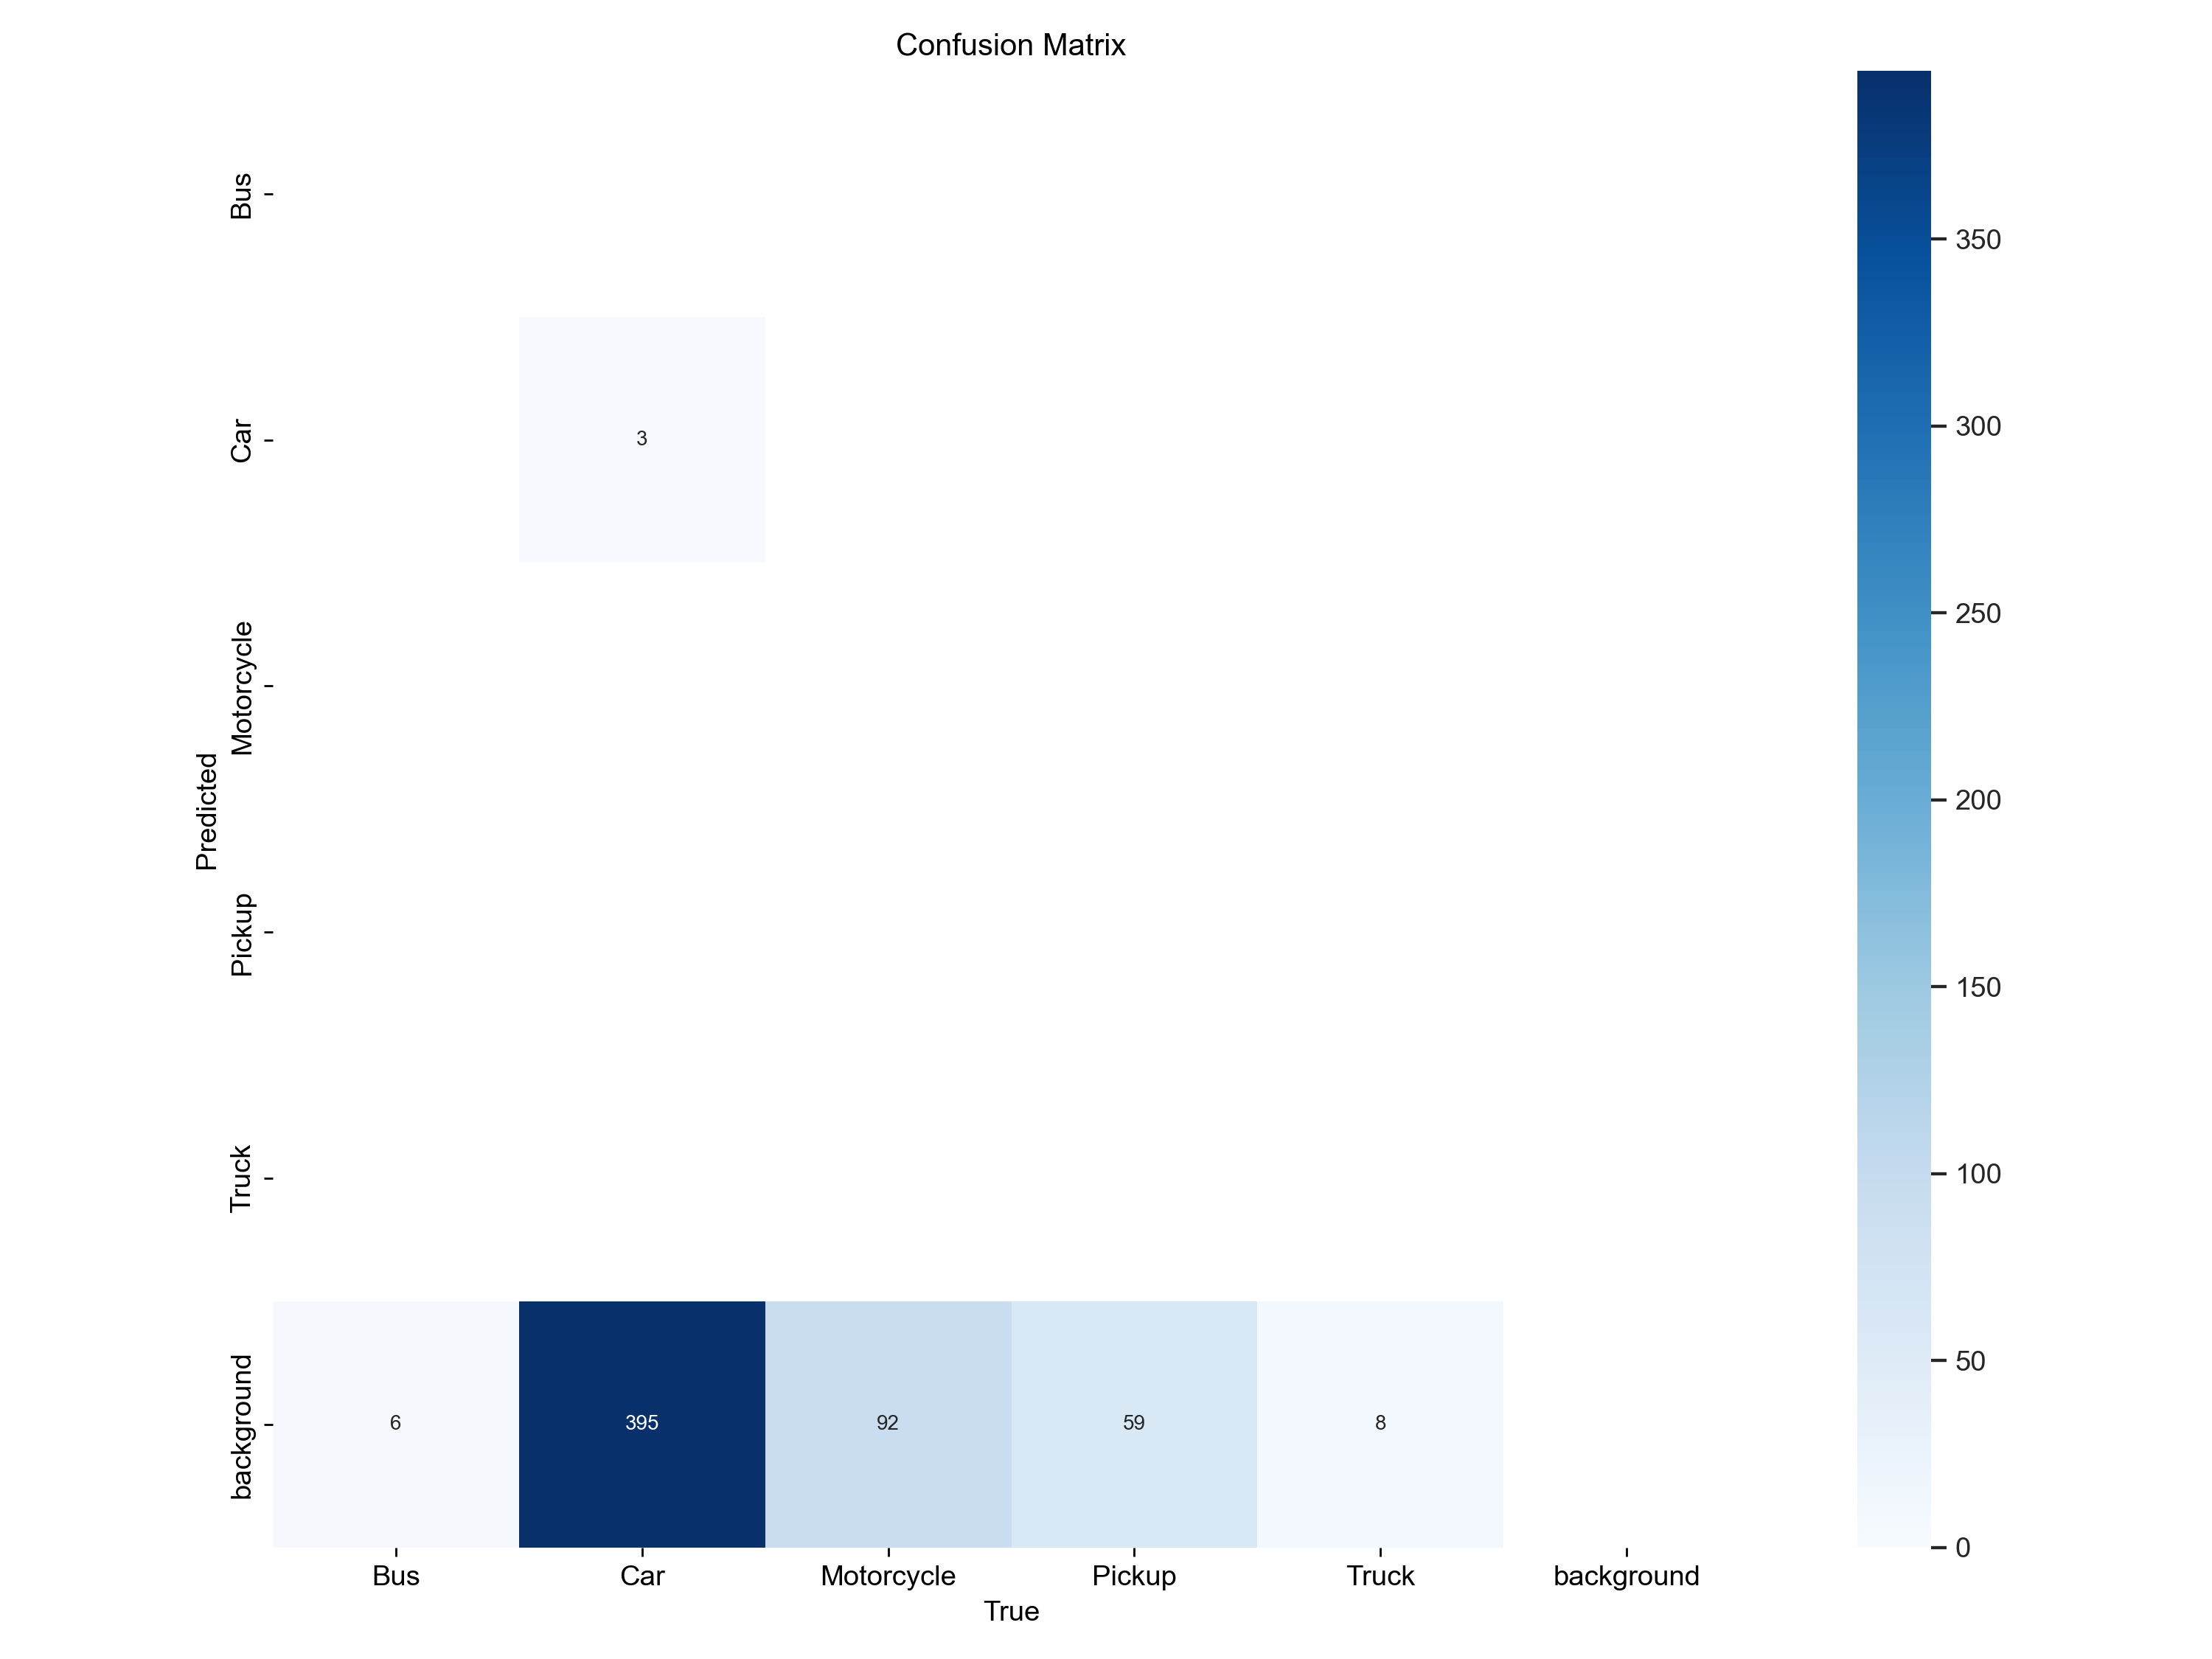 Confusion Matrix
Bus
Car
Motorcycle
Pickup
Truck
background
Predicted
3
6 395 92 59 8
Bus Car Motorcycle Pickup Truck background
True
350
300
250
200
150
100
50
0